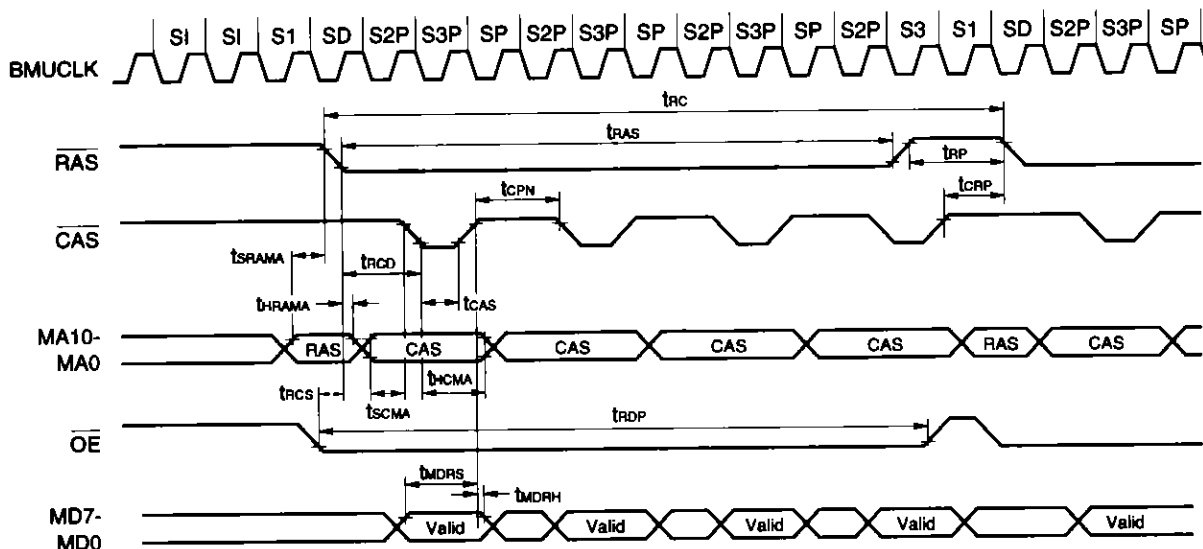 SI SI S1 SD S2P S3P SP S2P S3P SP S2P S3P SP S2P S3 S1 SD S2P S3P SP
BMUCLK
tRC
tRAS
RAS
tRP
tCPN
tCRP
CAS
tSRAMA
tRCD
tHRAMA
tCAS
MA10-
MA0
RAS CAS CAS CAS CAS RAS CAS
tHCMA
tRCS
tSCMA
tRDP
OE
tMDRS
tMDRH
MD7-
MD0
Valid Valid Valid Valid Valid